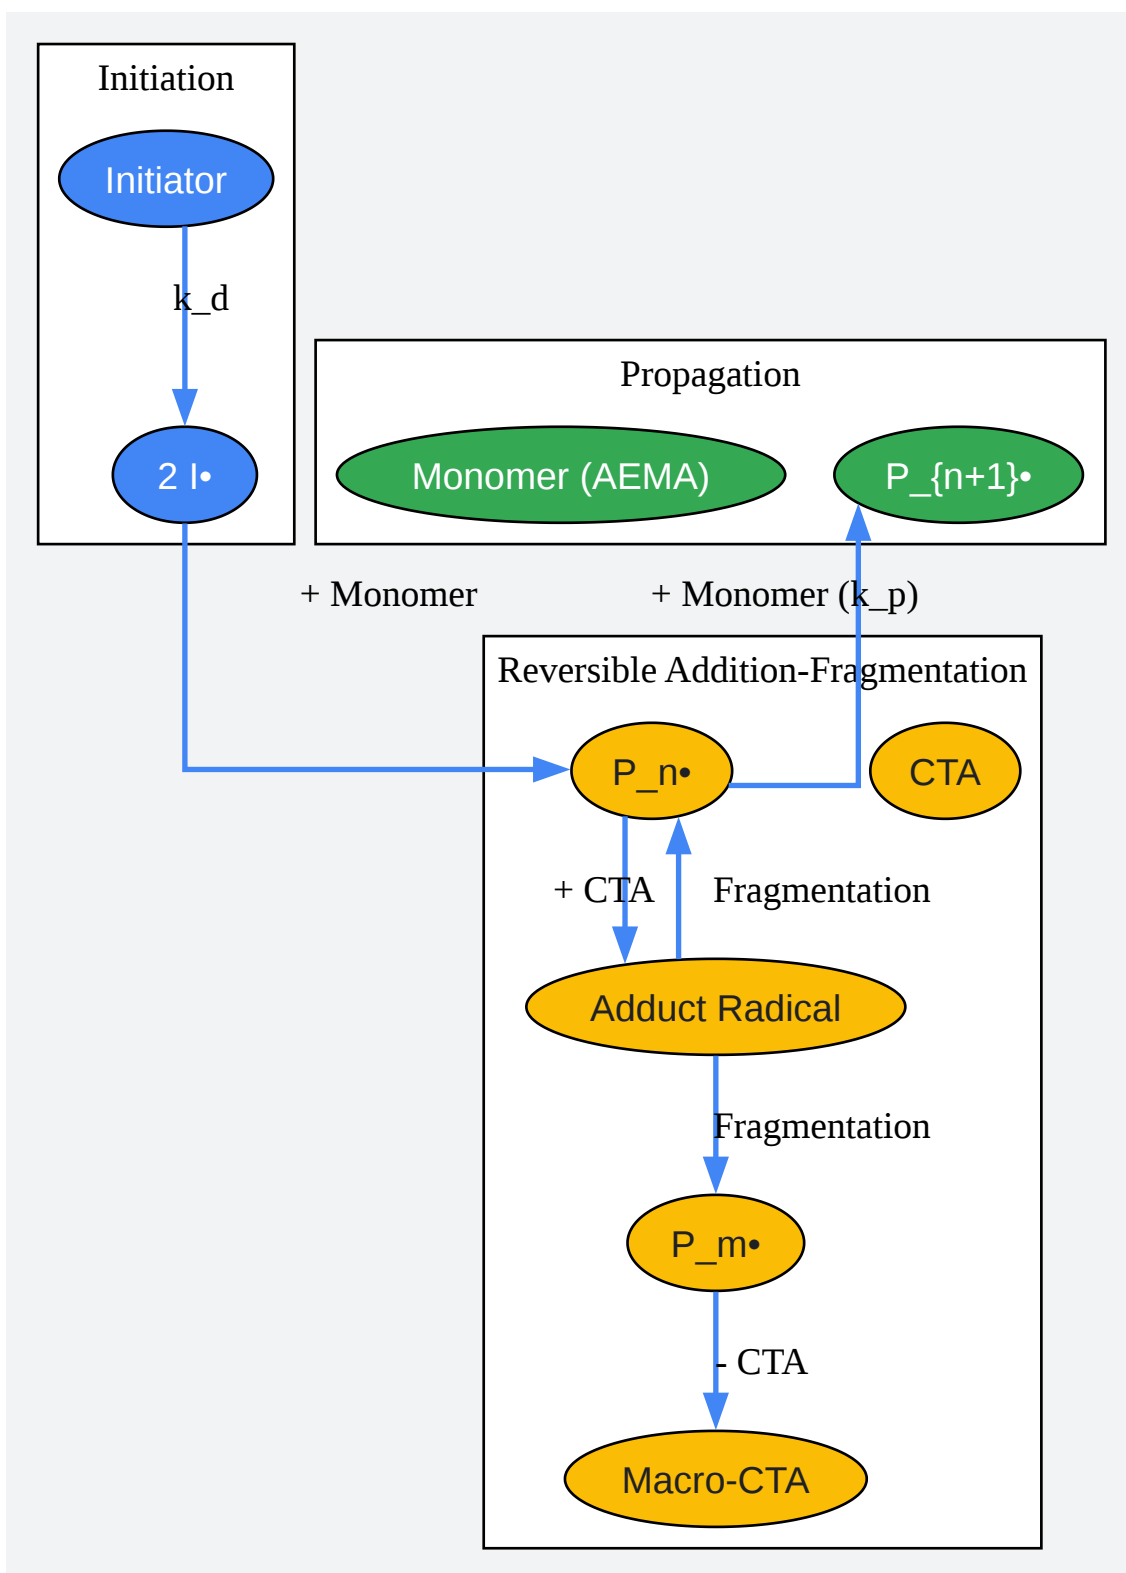 Initiation
Initiator
k_d
2 I•
Propagation
Monomer (AEMA)
P_{n+1}•
+ Monomer
+ Monomer (k_p)
Reversible Addition-Fragmentation
P_n•
CTA
+ CTA
Fragmentation
Adduct Radical
Fragmentation
P_m•
- CTA
Macro-CTA